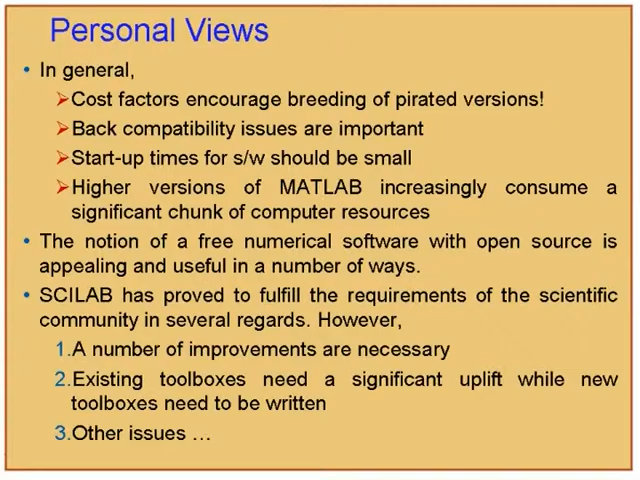 Personal Views
• In general,
➢Cost factors encourage breeding of pirated versions!
➢Back compatibility issues are important
➢Start-up times for s/w should be small
➢Higher versions of MATLAB increasingly consume a
significant chunk of computer resources
• The notion of a free numerical software with open source is
appealing and useful in a number of ways.
• SCILAB has proved to fulfill the requirements of the scientific
community in several regards. However,
1.A number of improvements are necessary
2.Existing toolboxes need a significant uplift while new
toolboxes need to be written
3.Other issues ...